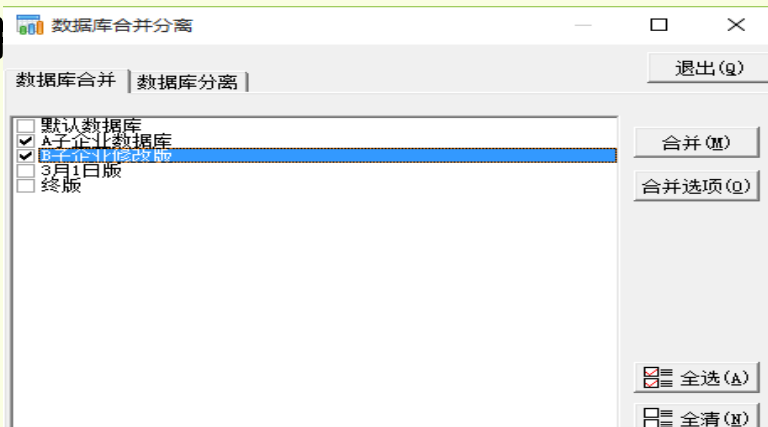 数据库合并分离
退出(Q)
数据库合并
数据库分离
默认数据库
A子企业数据库
B子企业修改版
3月1日版
终版
合并(M)
合并选项(O)
全选(A)
全清(N)